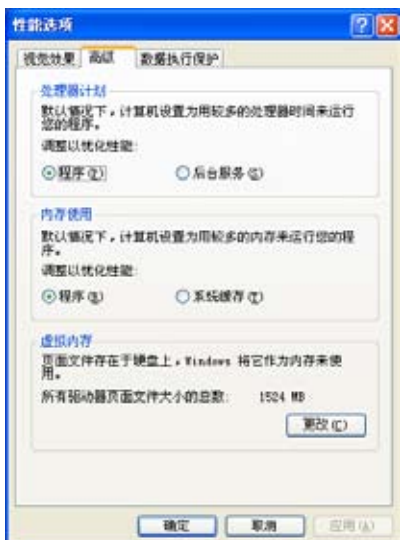 性能选项
视觉效果 高级 数据执行保护
处理器计划
默认情况下，计算机设置为用较多的处理器时间来运行
您的程序。
调整以优化性能:
程序(P) 后台服务(S)
内存使用
默认情况下，计算机设置为用较多的内存来运行您的程
序。
调整以优化性能:
程序(R) 系统缓存(T)
虚拟内存
页面文件存在于硬盘上，Windows 将它作为内存来使
用。
所有驱动器页面文件大小的总数: 1524 MB
更改(C)
确定 取消 应用(A)